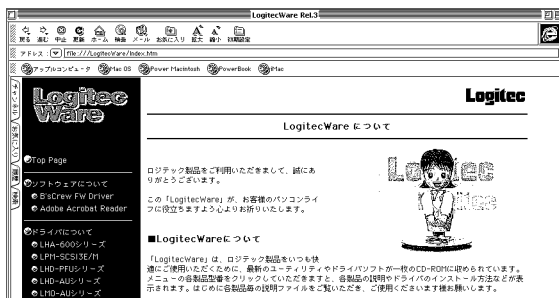 LogitecWare Rel.3
戻る 進む 中止 更新 ホーム 検索 メール お気に入り 拡大 縮小 初期設定
アドレス : file:///LogitecWare/Index.htm
アップルコンピュータ Mac OS Power Macintosh PowerBook iMac
チャンネル
お気に入り
履歴
検索
Logitec
Ware
Top Page
ソフトウェアについて
B'sCrew FW Driver
Adobe Acrobat Reader
ドライバについて
LHA-600シリーズ
LPM-SCSI3E/M
LHD-PFUシリーズ
LHD-AUシリーズ
LMO-AUシリーズ
Logitec
LogitecWare について
ロジテック製品をご利用いただきまして、誠にあ
りがとうございます。
この「LogitecWare」が、お客様のパソコンライ
フに役立ちますよう心よりお祈りいたします。
Logitec
■LogitecWareについて
「LogitecWare」は、ロジテック製品をいつも快
適にご使用いただくために、最新のユーティリティやドライバソフトが一枚のCD-ROMに収められています。
メニューの各製品型番をクリックしていただきますと、各製品の説明やドライバのインストール方法などが表
示されます。はじめに各製品毎の説明ファイルをご覧いただき、ご使用くださいます様お願いします。